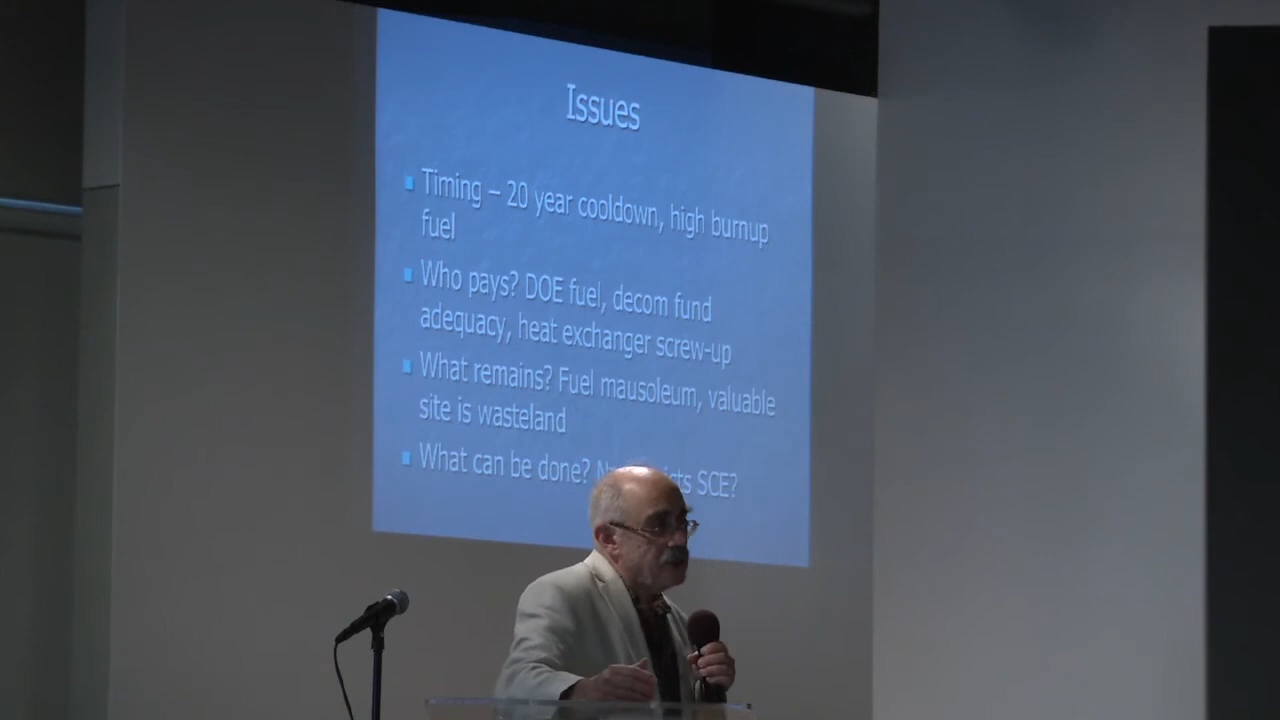 Issues
Timing – 20 year cooldown, high burnup
fuel
Who pays? DOE fuel, decom fund
adequacy, heat exchanger screw-up
What remains? Fuel mausoleum, valuable
site is wasteland
What can be done? SCE?